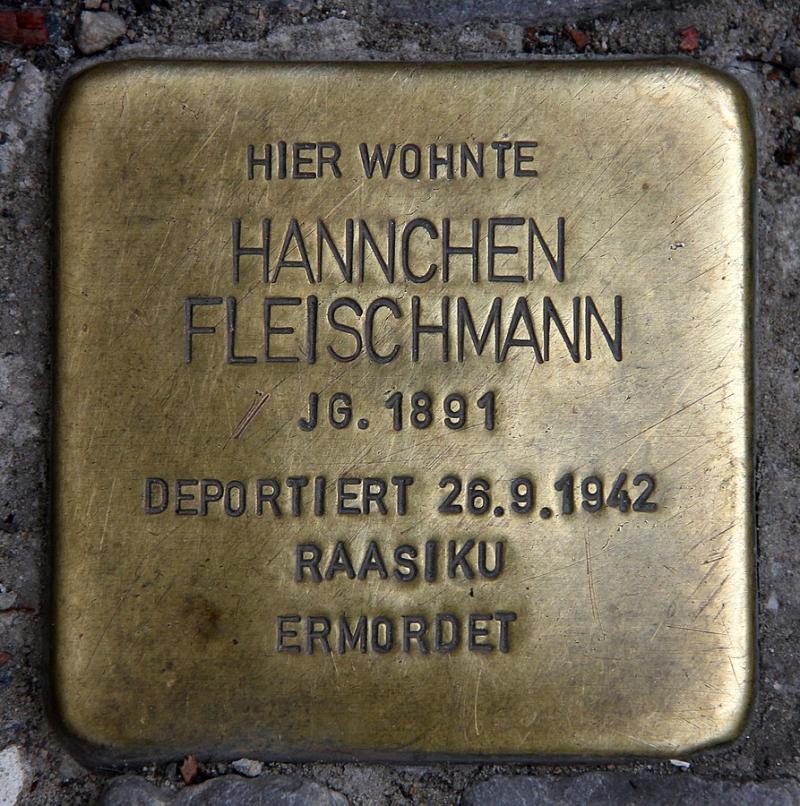 HIER WOHNTE
HANNCHEN
FLEISCHMANN
JG. 1891
DEPORTIERT 26.9.1942
RAASIKU
ERMORDET